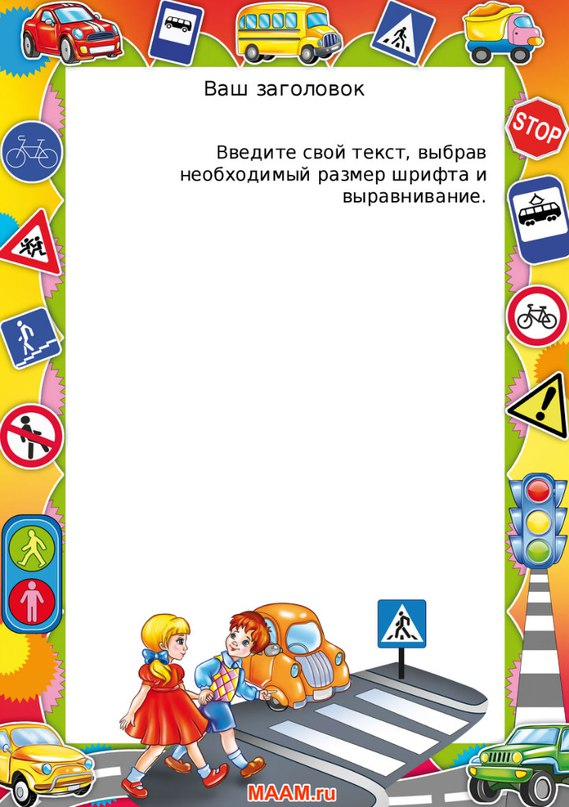 Ваш заголовок
STOP
Введите свой текст, выбрав
необходимый размер шрифта и
выравнивание.
MAAM.ru